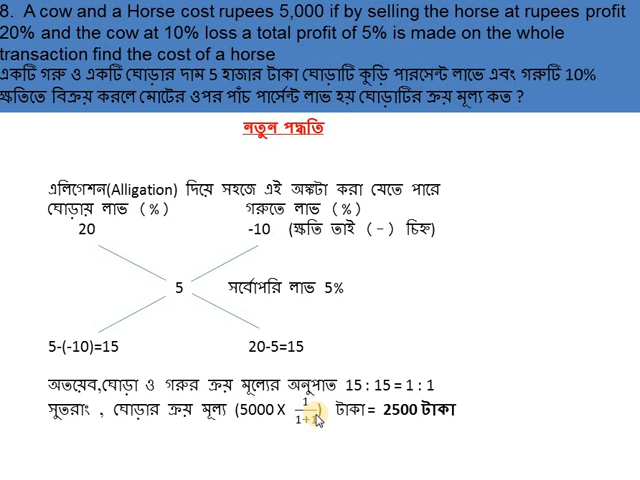 8. A cow and a Horse cost rupees 5,000 if by selling the horse at rupees profit
20% and the cow at 10% loss a total profit of 5% is made on the whole
transaction find the cost of a horse
একটি গরু ও একটি ঘোড়ার দাম 5 হাজার টাকা ঘোড়াটি কুড়ি পারসেন্ট লাভে এবং গরুটি 10%
ক্ষতিতে বিক্রয় করলে মোটের ওপর পাঁচ পার্সেন্ট লাভ হয় ঘোড়াটির ক্রয় মূল্য কত ?
নতুন পদ্ধতি
এলিগেশন(Alligation) দিয়ে সহজে এই অঙ্কটা করা যেতে পারে
ঘোড়ায় লাভ (%) গরুতে লাভ (%)
20 -10 (ক্ষতি তাই (-) চিহ্ন)
5 সর্বোপরি লাভ 5%
5-(-10)=15 20-5=15
অতয়েব,ঘোড়া ও গরুর ক্রয় মূল্যের অনুপাত 15 : 15 = 1 : 1
সুতরাং , ঘোড়ার ক্রয় মূল্য (5000 X 1/1+1) টাকা = 2500 টাকা